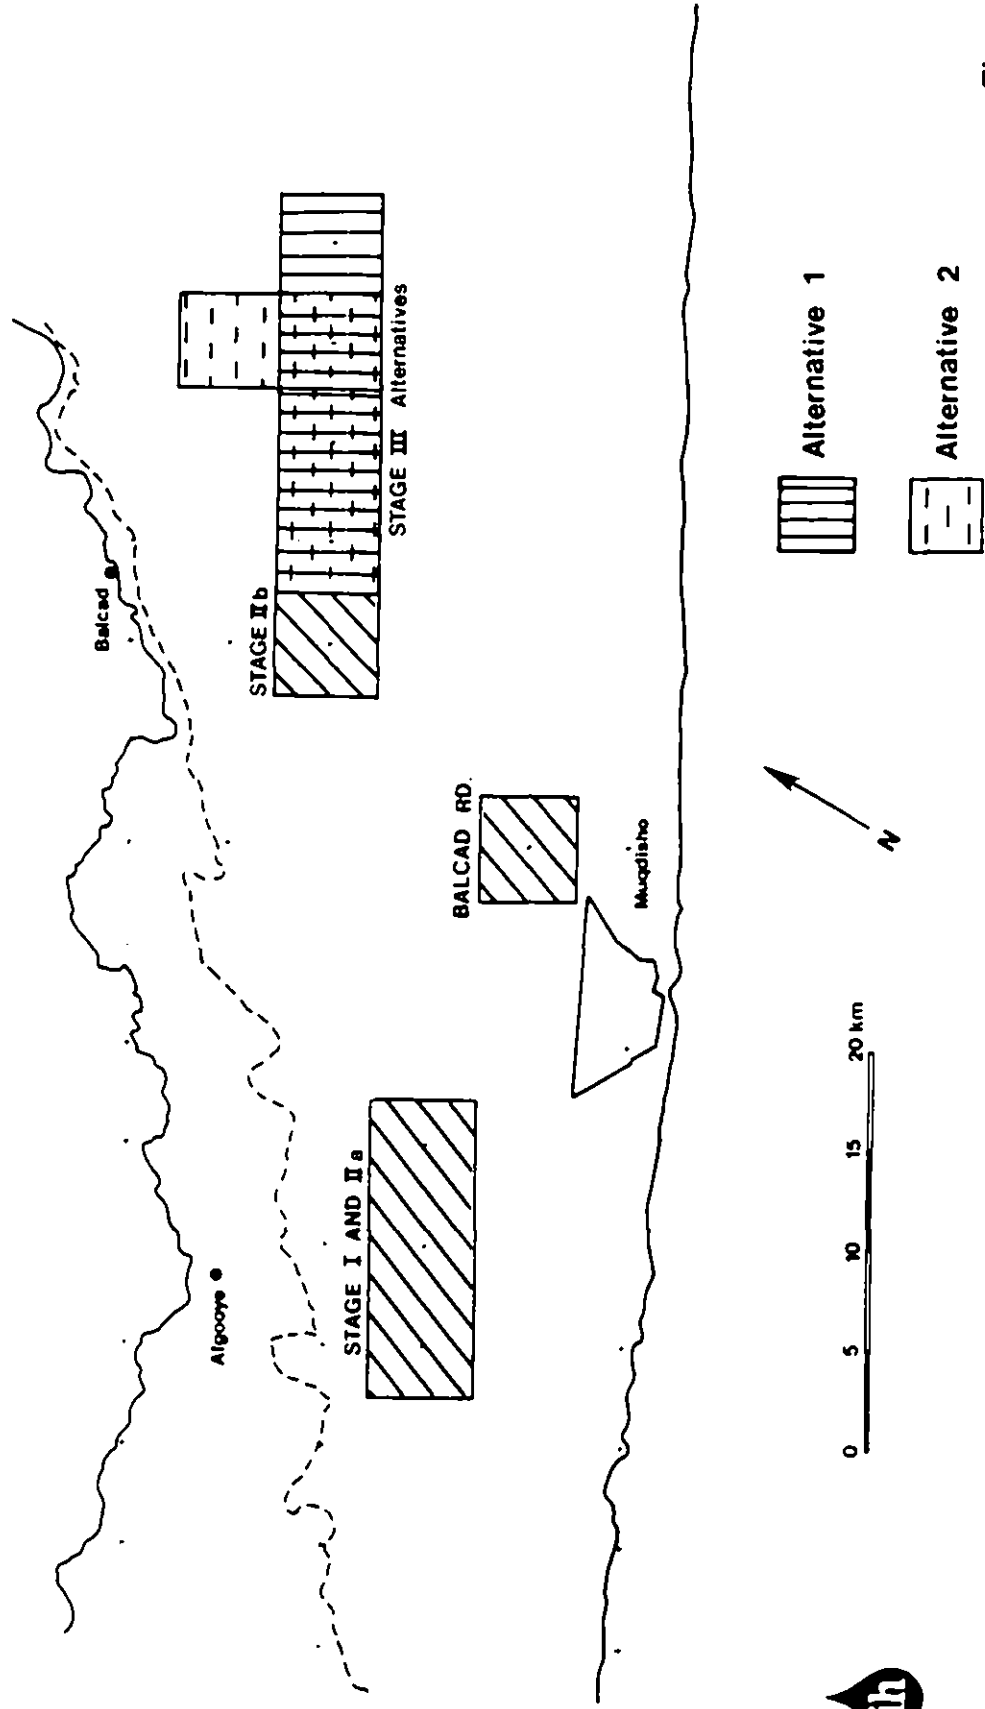 Balcad
STAGE II b
STAGE III Alternatives
BALCAD RD.
Muqdisho
Algooye
STAGE I AND II a
0 5 10 15 20 km
N
Alternative 1
Alternative 2